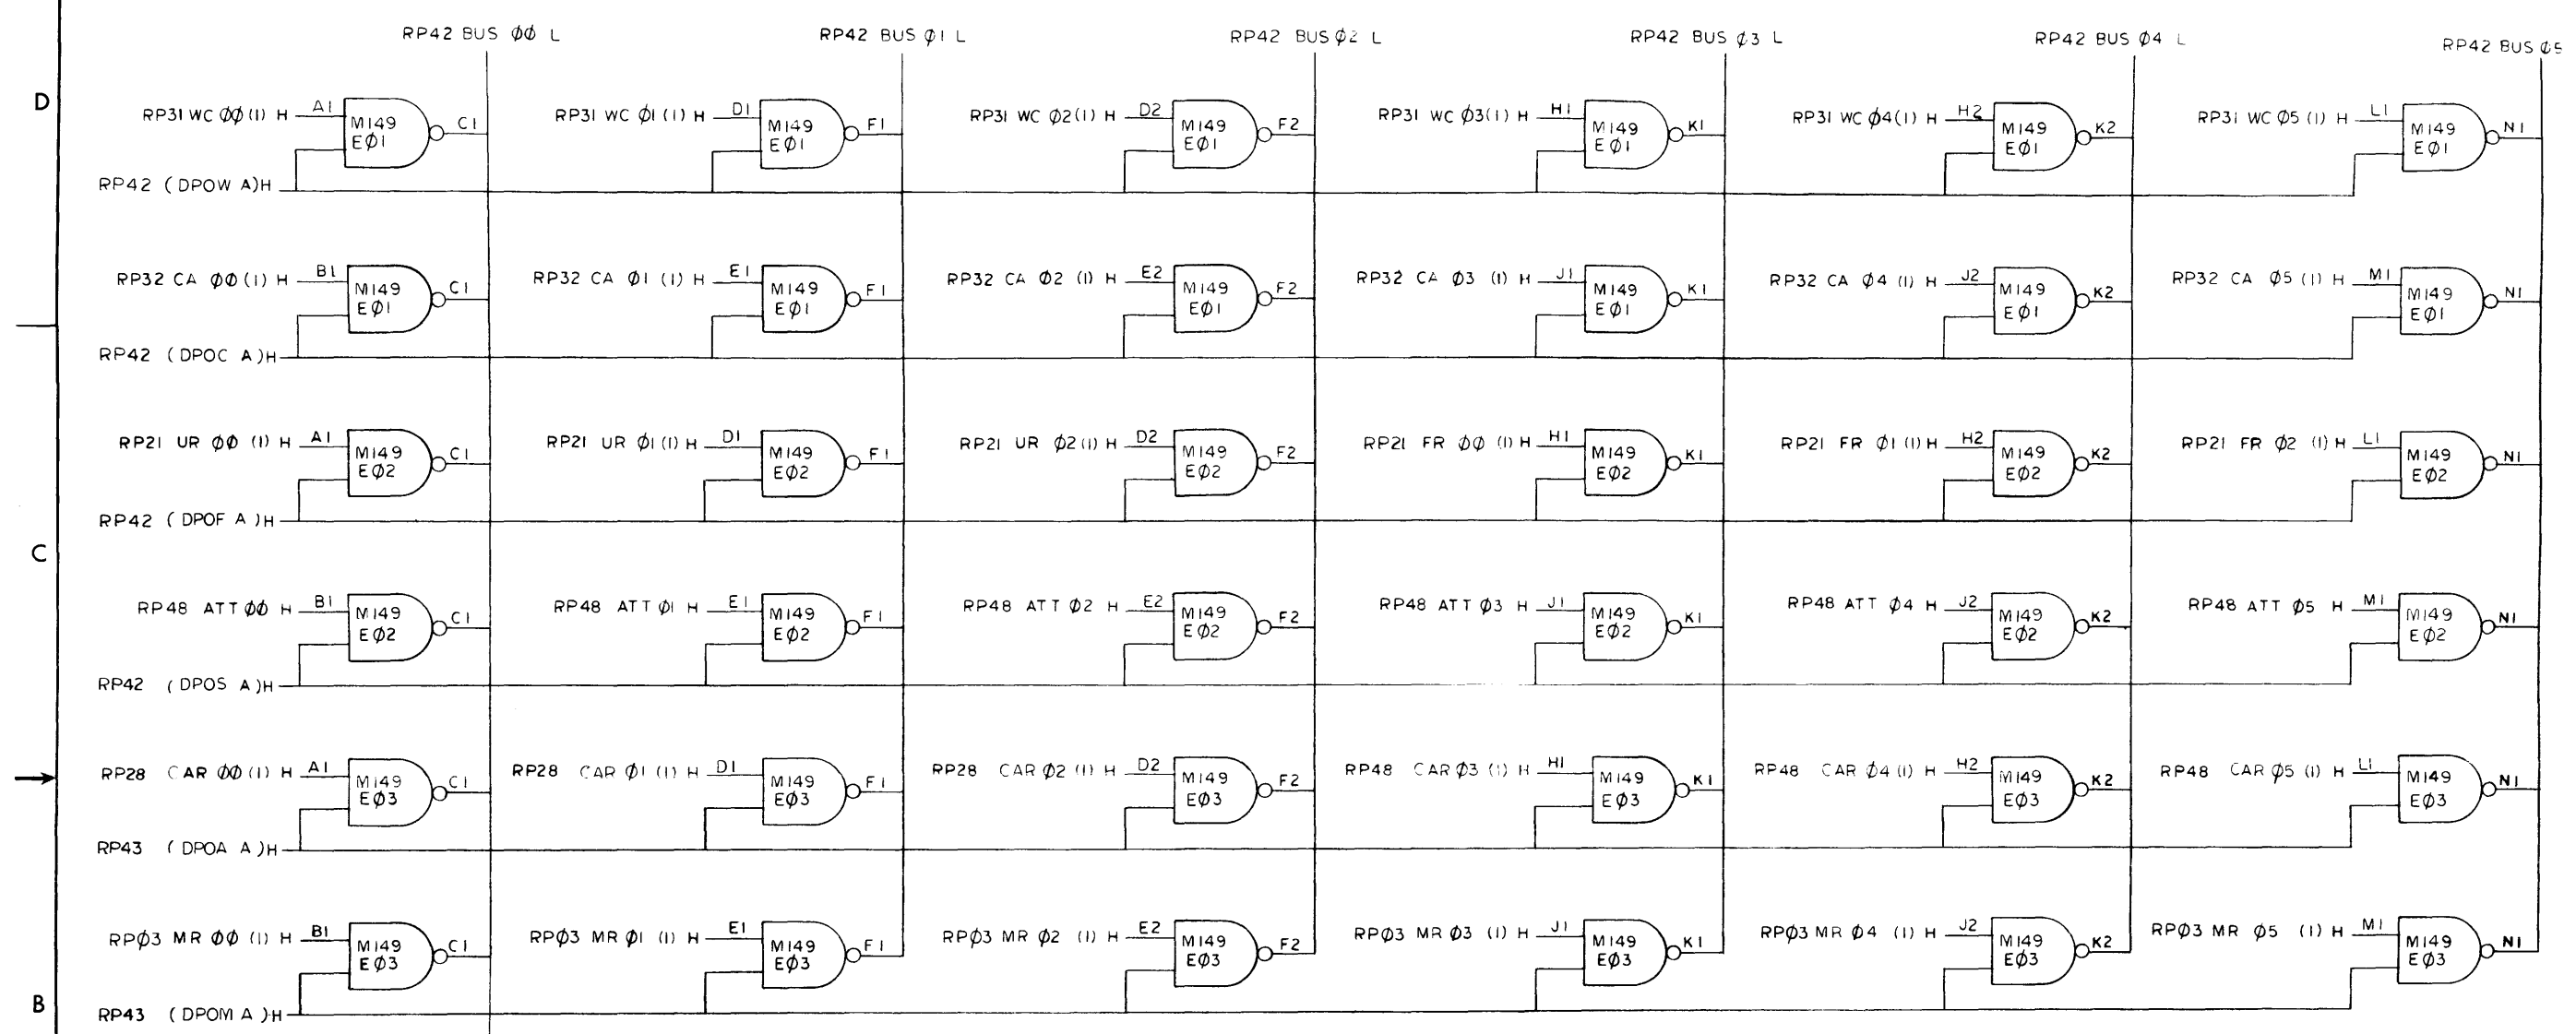 RP42 BUS ØØ L RP42 BUS Ø1 L RP42 BUS Ø2 L RP42 BUS Ø3 L RP42 BUS Ø4 L RP42 BUS Ø5
D
RP31 WC ØØ (1) H A1 M149 EØ1 C1 RP31 WC Ø1 (1) H D1 M149 EØ1 F1 RP31 WC Ø2 (1) H D2 M149 EØ1 F2 RP31 WC Ø3 (1) H H1 M149 EØ1 K1 RP31 WC Ø4 (1) H H2 M149 EØ1 K2 RP31 WC Ø5 (1) H L1 M149 EØ1 N1
RP42 (DPOW A)H
RP32 CA ØØ (1) H B1 M149 EØ1 C1 RP32 CA Ø1 (1) H E1 M149 EØ1 F1 RP32 CA Ø2 (1) H E2 M149 EØ1 F2 RP32 CA Ø3 (1) H J1 M149 EØ1 K1 RP32 CA Ø4 (1) H J2 M149 EØ1 K2 RP32 CA Ø5 (1) H M1 M149 EØ1 N1
RP42 (DPOC A)H
RP21 UR ØØ (1) H A1 M149 EØ2 C1 RP21 UR Ø1 (1) H D1 M149 EØ2 F1 RP21 UR Ø2 (1) H D2 M149 EØ2 F2 RP21 FR ØØ (1) H H1 M149 EØ2 K1 RP21 FR Ø1 (1) H H2 M149 EØ2 K2 RP21 FR Ø2 (1) H L1 M149 EØ2 N1
RP42 (DPOF A)H
C
RP48 ATT ØØ H B1 M149 EØ2 C1 RP48 ATT Ø1 H E1 M149 EØ2 F1 RP48 ATT Ø2 H E2 M149 EØ2 F2 RP48 ATT Ø3 H J1 M149 EØ2 K1 RP48 ATT Ø4 H J2 M149 EØ2 K2 RP48 ATT Ø5 H M1 M149 EØ2 N1
RP42 (DPOS A)H
RP28 CAR ØØ (1) H A1 M149 EØ3 C1 RP28 CAR Ø1 (1) H D1 M149 EØ3 F1 RP28 CAR Ø2 (1) H D2 M149 EØ3 F2 RP48 CAR Ø3 (1) H H1 M149 EØ3 K1 RP48 CAR Ø4 (1) H H2 M149 EØ3 K2 RP48 CAR Ø5 (1) H L1 M149 EØ3 N1
RP43 (DPOA A)H
RPØ3 MR ØØ (1) H B1 M149 EØ3 C1 RPØ3 MR Ø1 (1) H E1 M149 EØ3 F1 RPØ3 MR Ø2 (1) H E2 M149 EØ3 F2 RPØ3 MR Ø3 (1) H J1 M149 EØ3 K1 RPØ3 MR Ø4 (1) H J2 M149 EØ3 K2 RPØ3 MR Ø5 (1) H M1 M149 EØ3 N1
B
RP43 (DPOM A)H